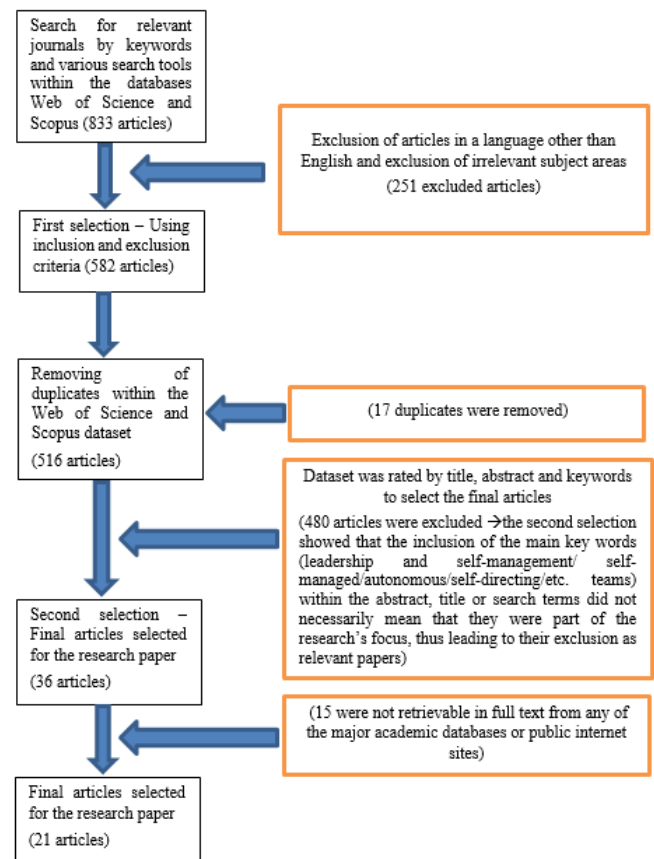 Search for relevant
journals by keywords
and various search tools
within the databases
Web of Science and
Scopus (833 articles)
Exclusion of articles in a language other than
English and exclusion of irrelevant subject areas
(251 excluded articles)
First selection – Using
inclusion and exclusion
criteria (582 articles)
Removing of
duplicates within the
Web of Science and
Scopus dataset
(516 articles)
(17 duplicates were removed)
Dataset was rated by title, abstract and keywords
to select the final articles
(480 articles were excluded →the second selection
showed that the inclusion of the main key words
(leadership and self-management/ self-
managed/autonomous/self-directing/etc. teams)
within the abstract, title or search terms did not
necessarily mean that they were part of the
research’s focus, thus leading to their exclusion as
relevant papers)
Second selection –
Final articles selected
for the research paper
(36 articles)
(15 were not retrievable in full text from any of
the major academic databases or public internet
sites)
Final articles selected
for the research paper
(21 articles)